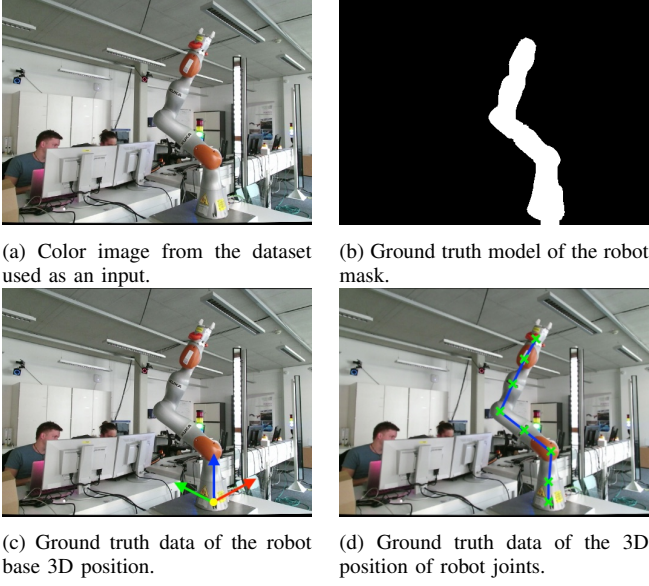 (a) Color image from the dataset
used as an input.
(b) Ground truth model of the robot
mask.
(c) Ground truth data of the robot
base 3D position.
(d) Ground truth data of the 3D
position of robot joints.